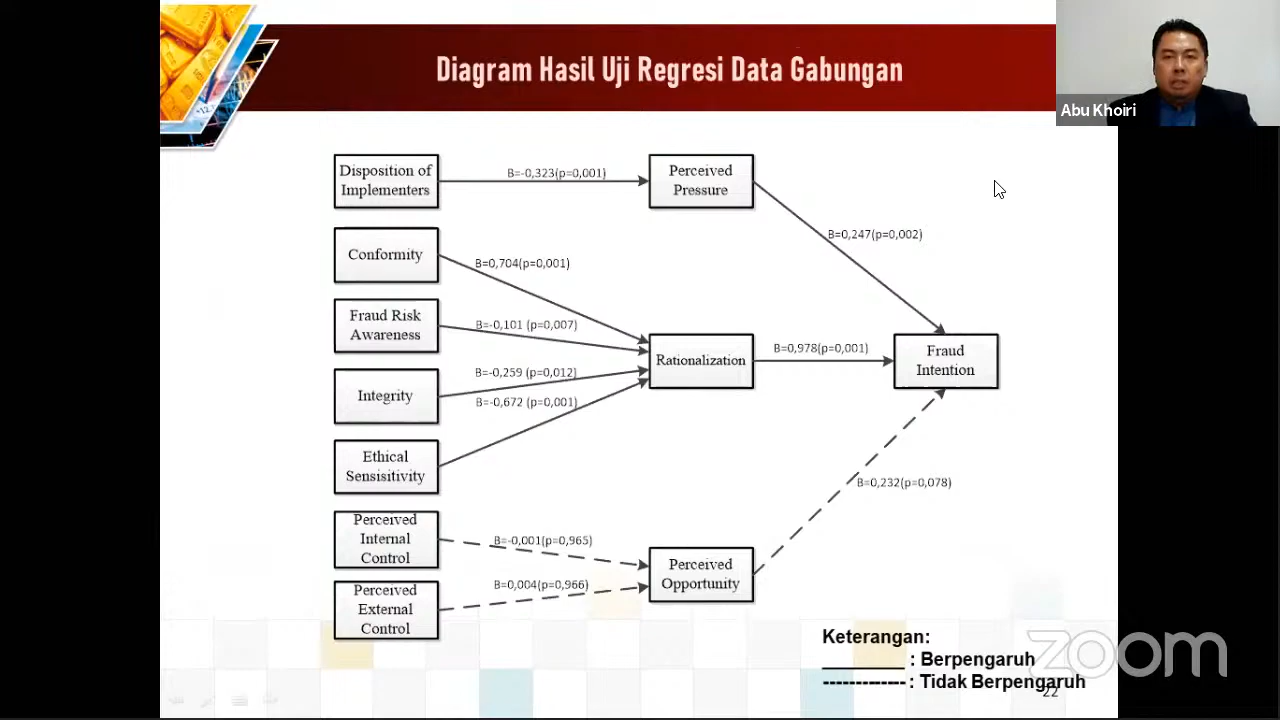 Diagram Hasil Uji Regresi Data Gabungan
Abu Khoiri
Disposition of
Implementers
B=-0,323(p=0,001)
Perceived
Pressure
B=0,247(p=0,002)
Conformity
B=0,704(p=0,001)
Fraud Risk
Awareness
B=-0,101 (p=0,007)
Rationalization
B=0,978(p=0,001)
Fraud
Intention
Integrity
B=-0,259 (p=0,012)
B=-0,672 (p=0,001)
Ethical
Sensisitivity
B=0,232(p=0,078)
Perceived
Internal
Control
B=-0,001(p=0,965)
Perceived
Opportunity
B=0,004(p=0,966)
Perceived
External
Control
Keterangan:
: Berpengaruh
-------------: Tidak Berpengaruh
zoom
22